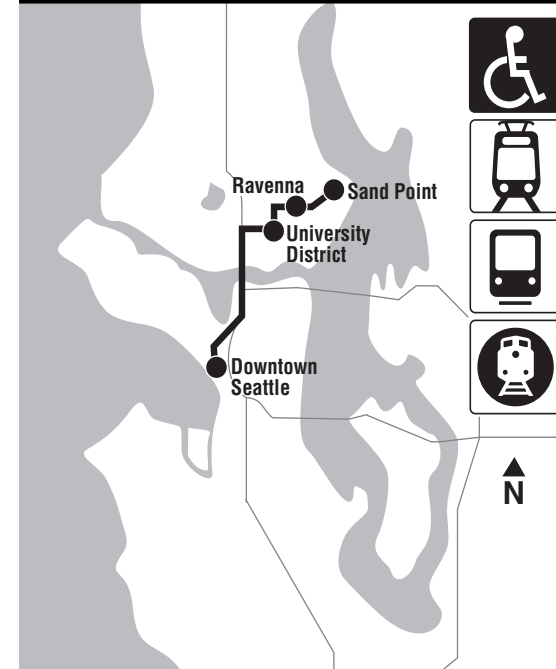 Ravenna
Sand Point
University
District
Downtown
Seattle
N